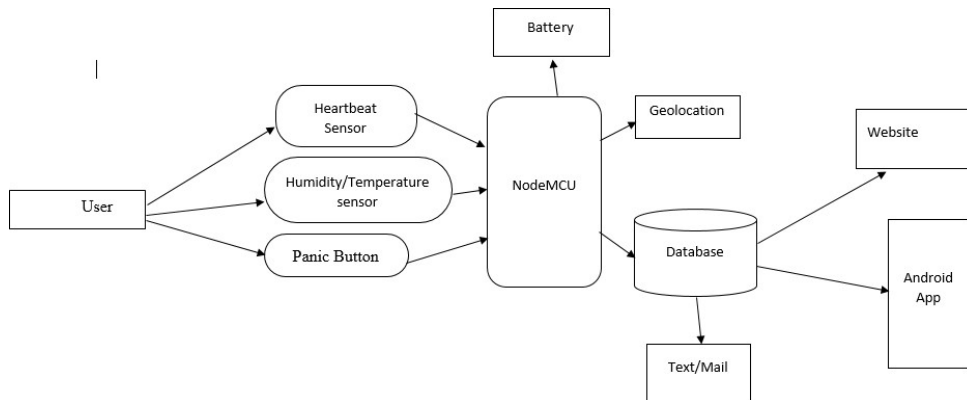 Battery
Heartbeat
Sensor
Geolocation
Website
Humidity/Temperature
sensor
NodeMCU
User
Panic Button
Database
Android
App
Text/Mail